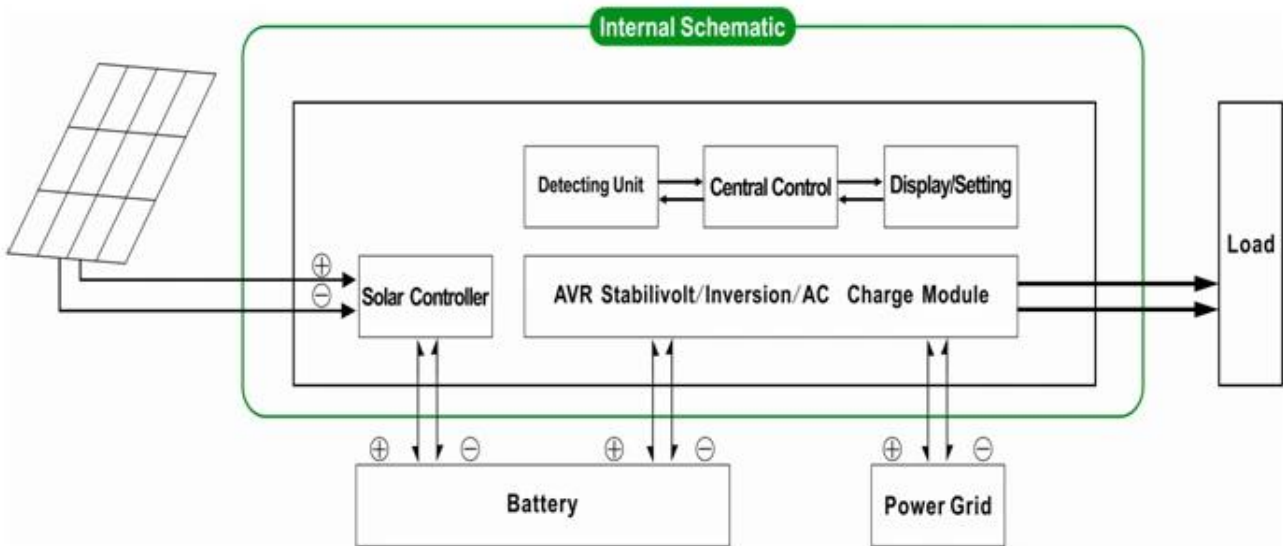 Internal Schematic
Detecting Unit
Central Control
Display/Setting
Load
⊕
⊖
Solar Controller
AVR Stabilivolt/Inversion/AC Charge Module
⊕ ⊖ ⊕ ⊖ ⊕ ⊖
Battery
Power Grid